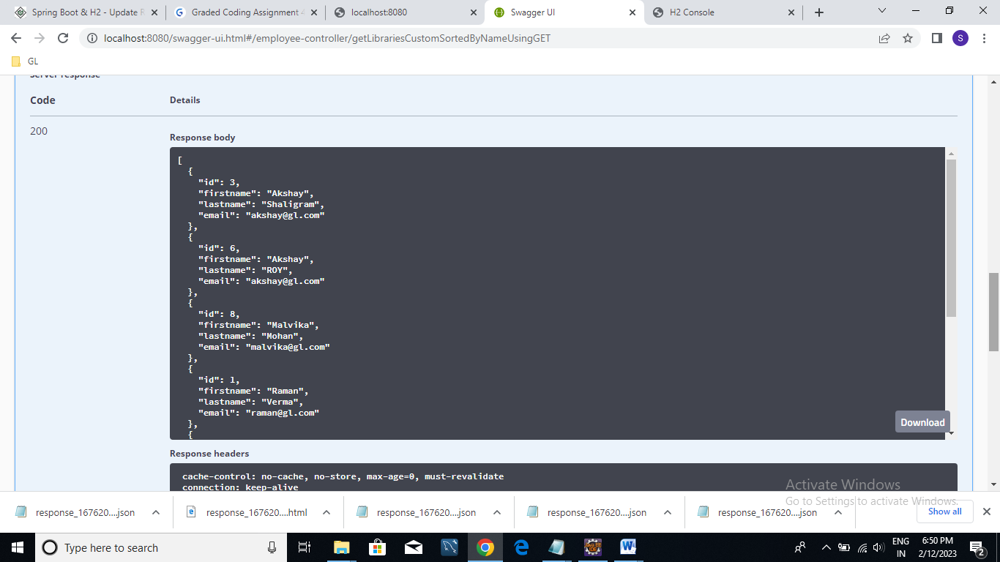 Spring Boot & H2 - Update R
Graded Coding Assignment 4
localhost:8080
Swagger UI
H2 Console
localhost:8080/swagger-ui.html#/employee-controller/getLibrariesCustomSortedByNameUsingGET
S
GL
Server response
Code
Details
200
Response body
[
{
"id": 3,
"firstname": "Akshay",
"lastname": "Shaligram",
"email": "akshay@gl.com"
},
{
"id": 6,
"firstname": "Akshay",
"lastname": "ROY",
"email": "akshay@gl.com"
},
{
"id": 8,
"firstname": "Malvika",
"lastname": "Mohan",
"email": "malvika@gl.com"
},
{
"id": 1,
"firstname": "Raman",
"lastname": "Verma",
"email": "raman@gl.com"
},
{
Download
Response headers
cache-control: no-cache, no-store, max-age=0, must-revalidate
connection: keep-alive
Activate Windows
Go to Settings to activate Windows.
response_167620....json
response_167620....html
response_167620....json
response_167620....json
response_167620....json
Show all
Type here to search
ENG
IN
6:50 PM
2/12/2023
2